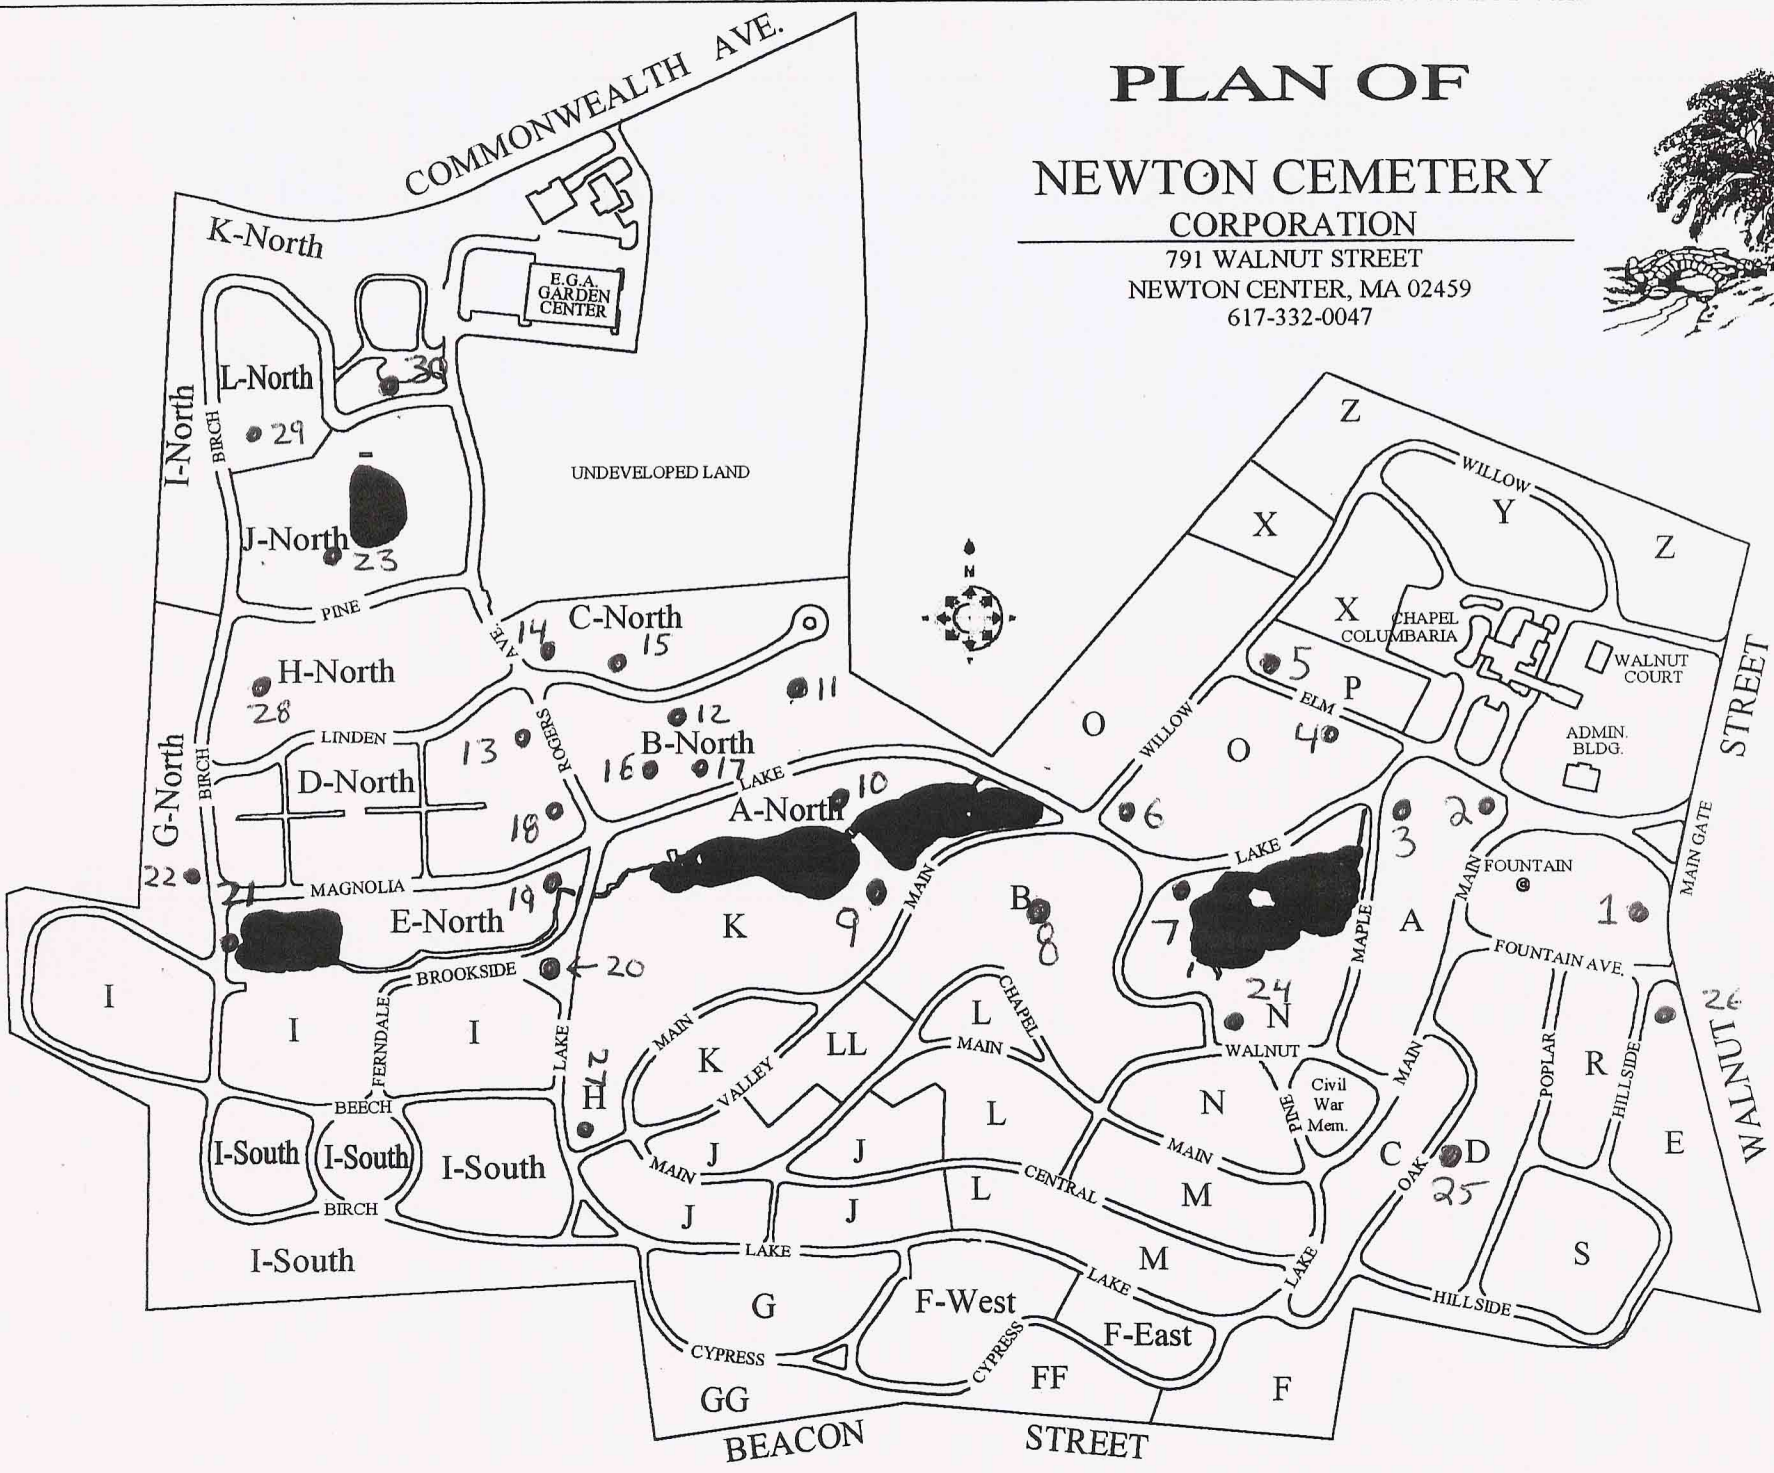 PLAN OF
NEWTON CEMETERY
CORPORATION
791 WALNUT STREET
NEWTON CENTER, MA 02459
617-332-0047
COMMONWEALTH AVE.
K-North
E.G.A.
GARDEN
CENTER
30
L-North
29
I-North
BIRCH
UNDEVELOPED LAND
J-North
23
PINE
AVE.
14
C-North
15
N
Z
WILLOW
Y
X
Z
X
CHAPEL
COLUMBARIA
WALNUT
COURT
STREET
5
P
ELM
4
ADMIN.
BLDG.
O
WILLOW
O
H-North
28
11
12
LINDEN
13
ROGERS
B-North
16
17
LAKE
G-North
BIRCH
D-North
A-North
10
18
6
3
2
LAKE
MAIN GATE
FOUNTAIN
22
21
MAGNOLIA
19
E-North
K
9
MAIN
B
8
7
MAPLE
A
MAIN
1
FOUNTAIN AVE.
BROOKSIDE
20
I
I
FERNDALE
I
LAKE
27
H
MAIN
K
VALLEY
LL
L
CHAPEL
MAIN
24
N
WALNUT
26
MAIN
POPLAR
R
HILLSIDE
WALNUT
BEECH
L
N
PINE
Civil
War
Mem.
I-South
I-South
I-South
MAIN
J
J
MAIN
C
OAK
D
25
E
BIRCH
J
J
L
CENTRAL
M
I-South
LAKE
M
LAKE
LAKE
S
HILLSIDE
G
F-West
F-East
CYPRESS
CYPRESS
GG
FF
F
BEACON
STREET